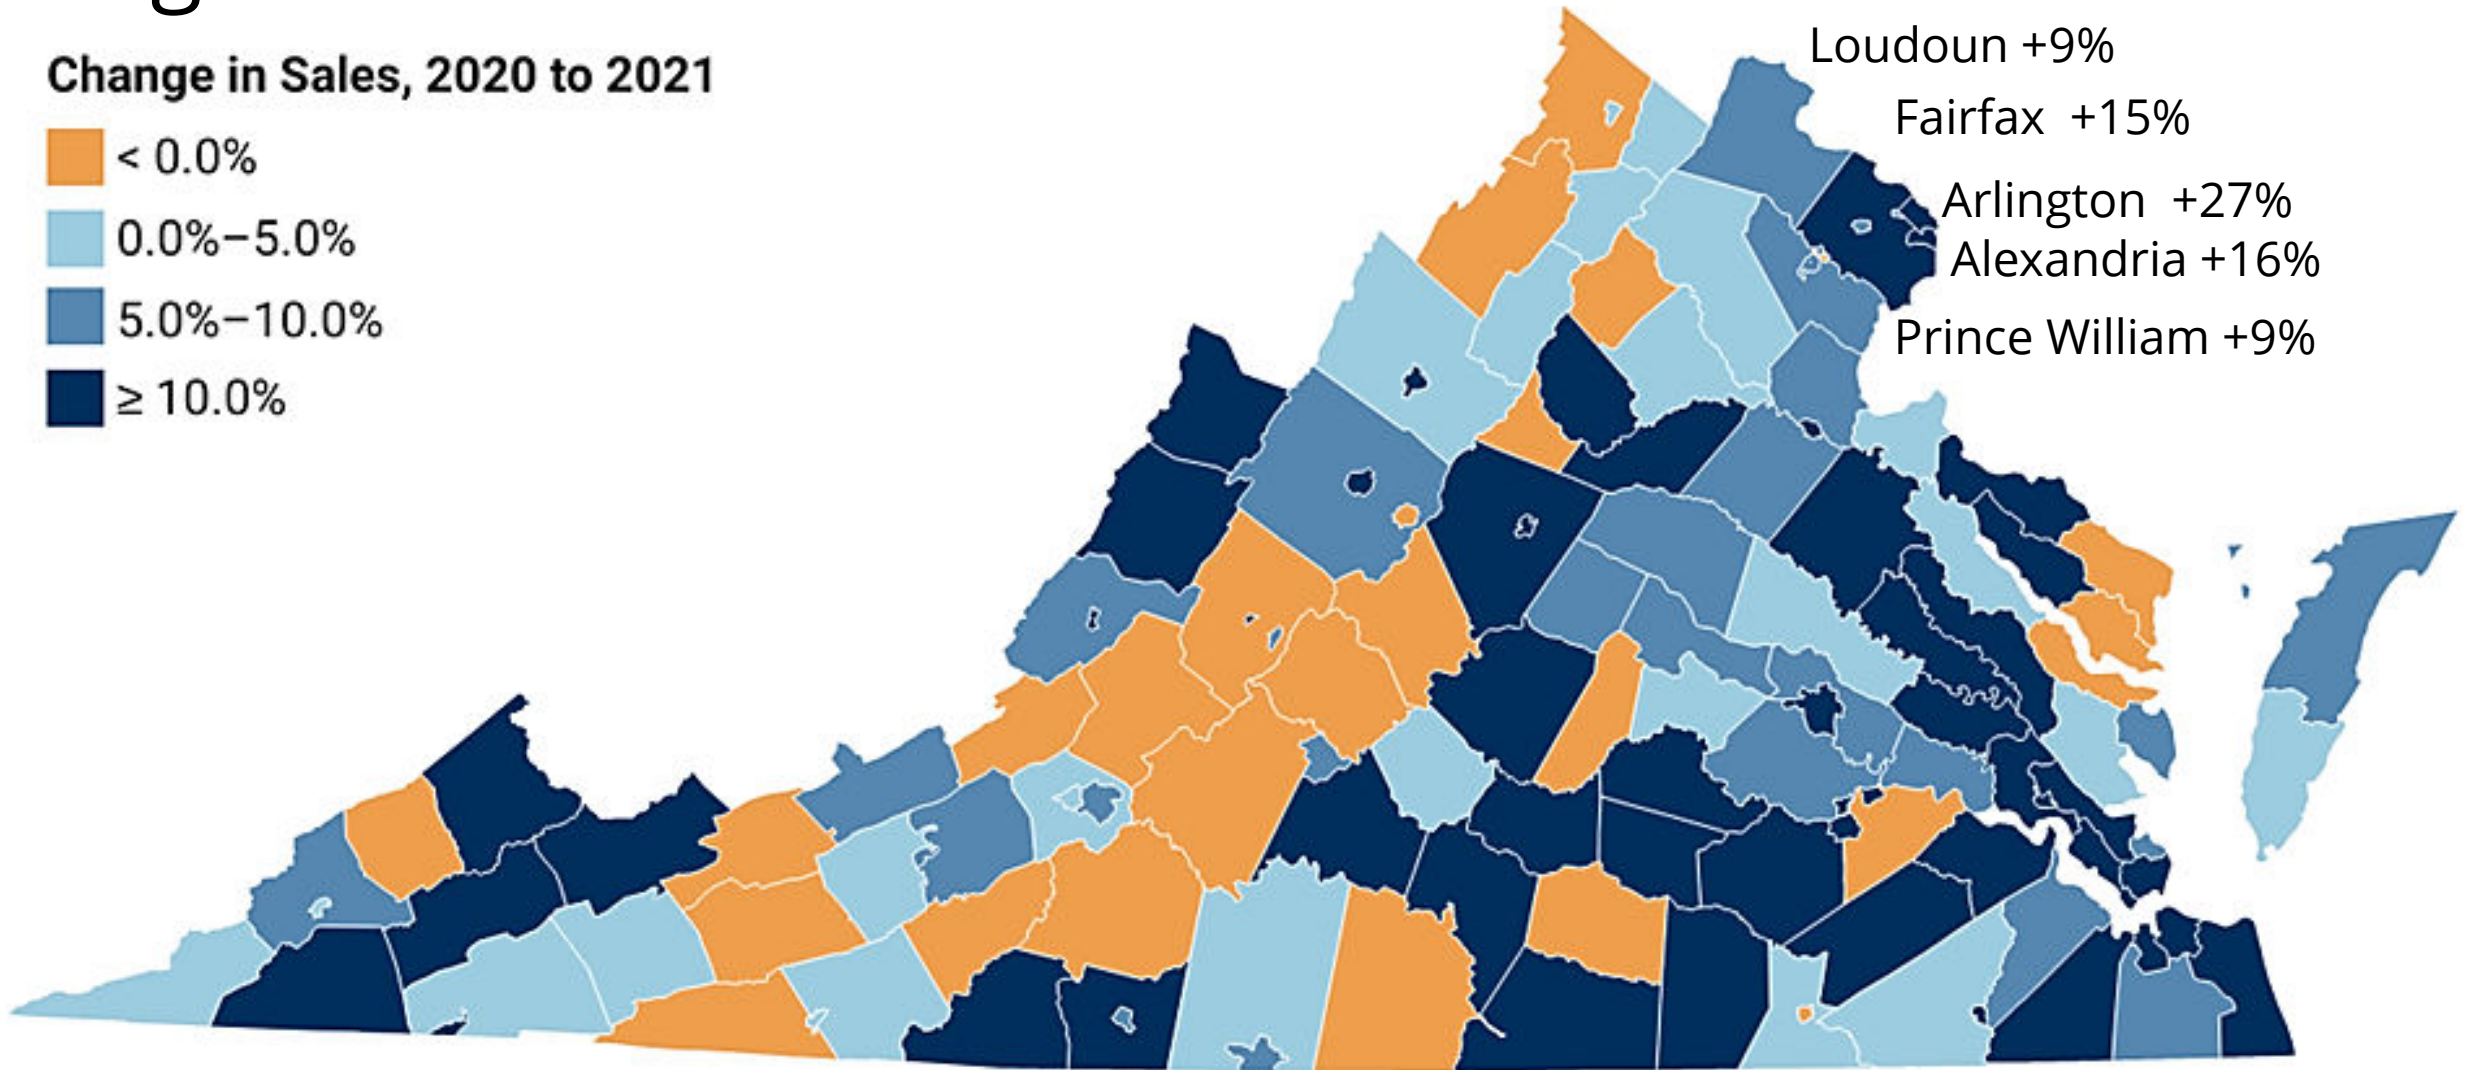 Change in Sales, 2020 to 2021
< 0.0%
0.0%–5.0%
5.0%–10.0%
≥ 10.0%
Loudoun +9%
Fairfax +15%
Arlington +27%
Alexandria +16%
Prince William +9%